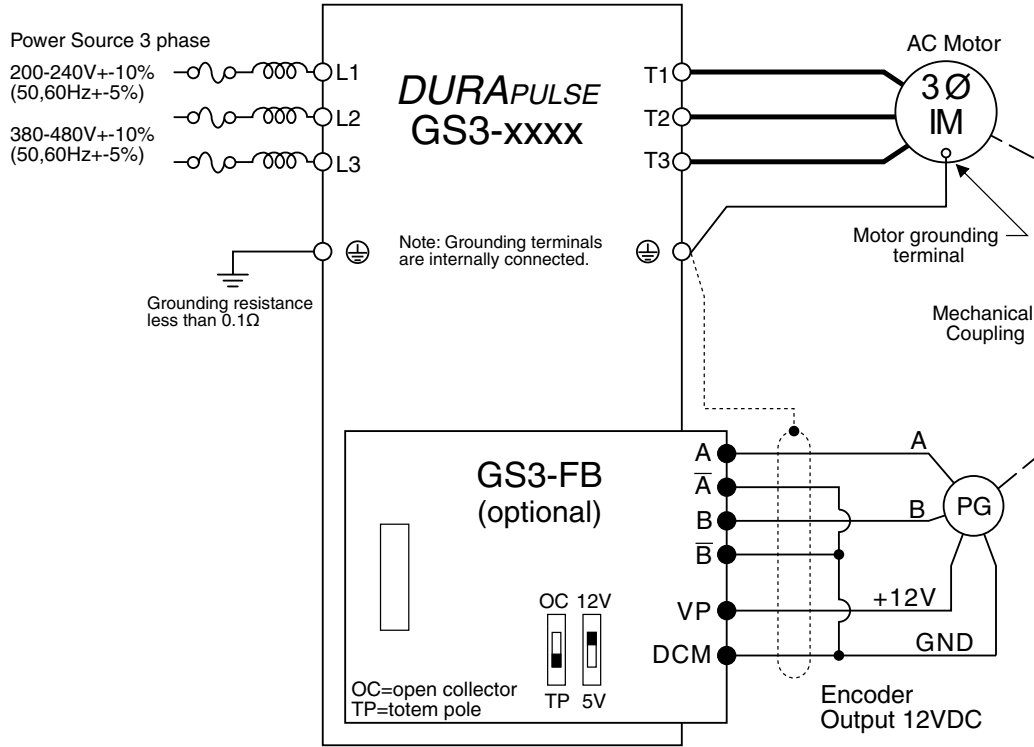 Power Source 3 phase
200-240V+-10%
(50,60Hz+-5%)
380-480V+-10%
(50,60Hz+-5%)
L1
L2
L3
DURAPULSE
GS3-xxxx
T1
T2
T3
AC Motor
3Ø
IM
Motor grounding
terminal
Note: Grounding terminals
are internally connected.
Grounding resistance
less than 0.1Ω
Mechanical
Coupling
GS3-FB
(optional)
A
A̅
B
B̅
VP
DCM
OC 12V
TP 5V
OC=open collector
TP=totem pole
A
B
PG
+12V
GND
Encoder
Output 12VDC